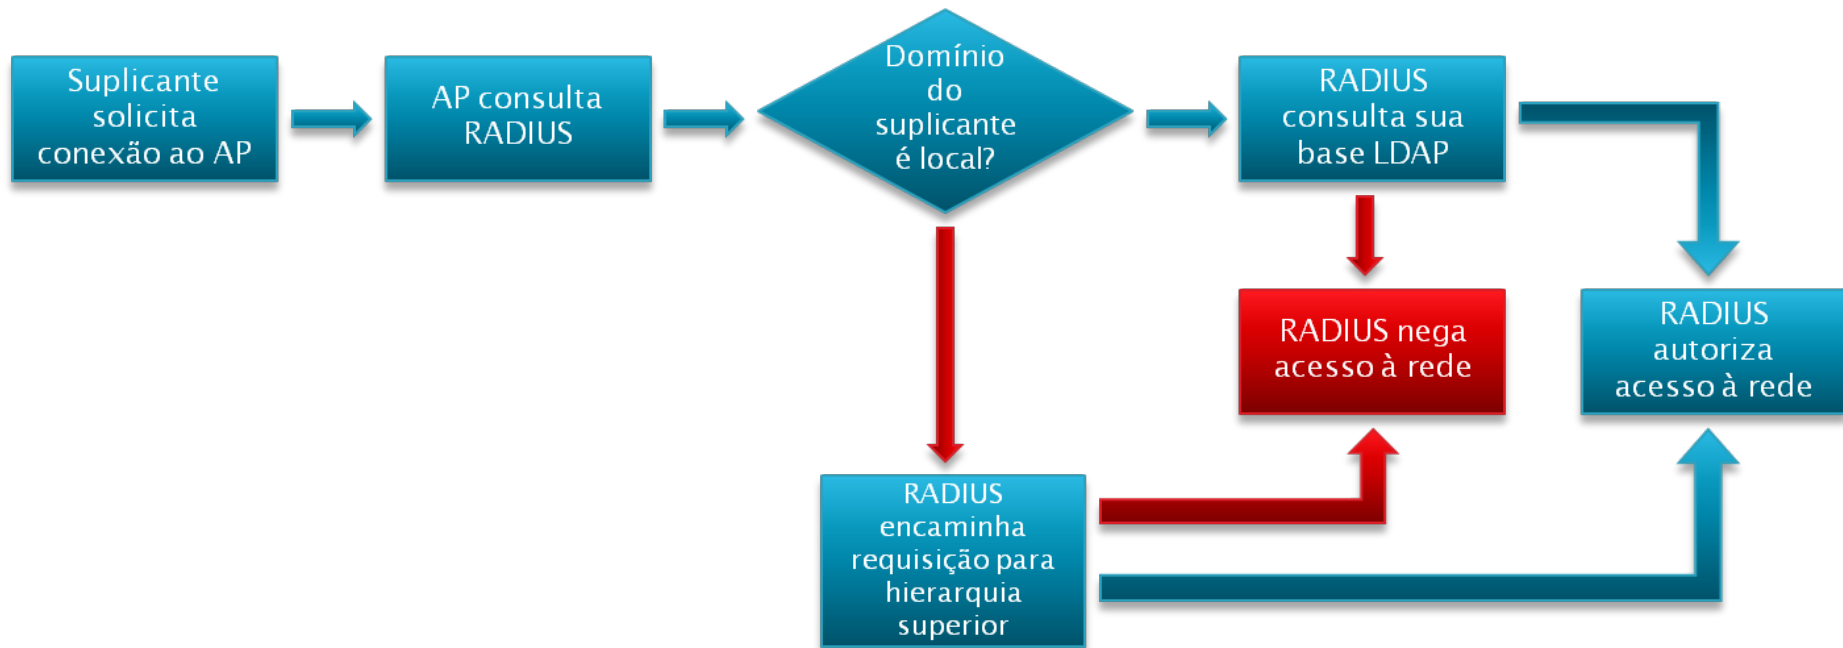 Suplicante
solicita
conexão ao AP
AP consulta
RADIUS
Domínio
do
suplicante
é local?
RADIUS
consulta sua
base LDAP
RADIUS nega
acesso à rede
RADIUS
autoriza
acesso à rede
RADIUS
encaminha
requisição para
hierarquia
superior